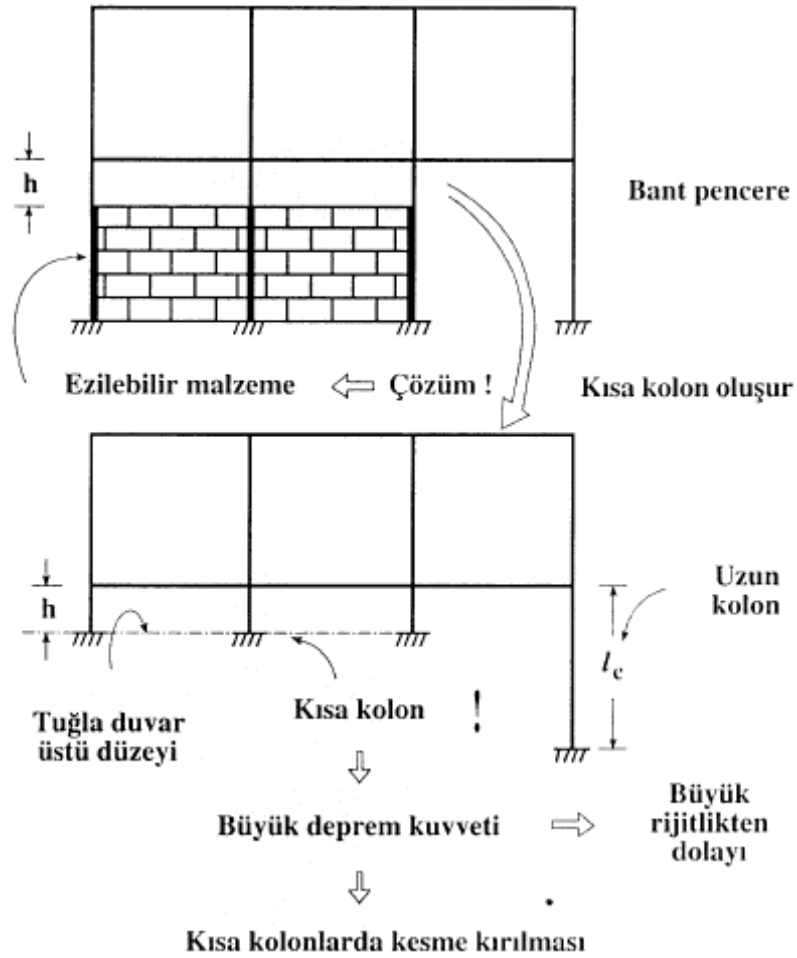 h
Bant pencere
Ezilebilir malzeme
Çözüm !
Kısa kolon oluşur
h
Uzun
kolon
lc
Kısa kolon !
Tuğla duvar
üstü düzeyi
Büyük deprem kuvveti
Büyük
rijitlikten
dolayı
Kısa kolonlarda kesme kırılması